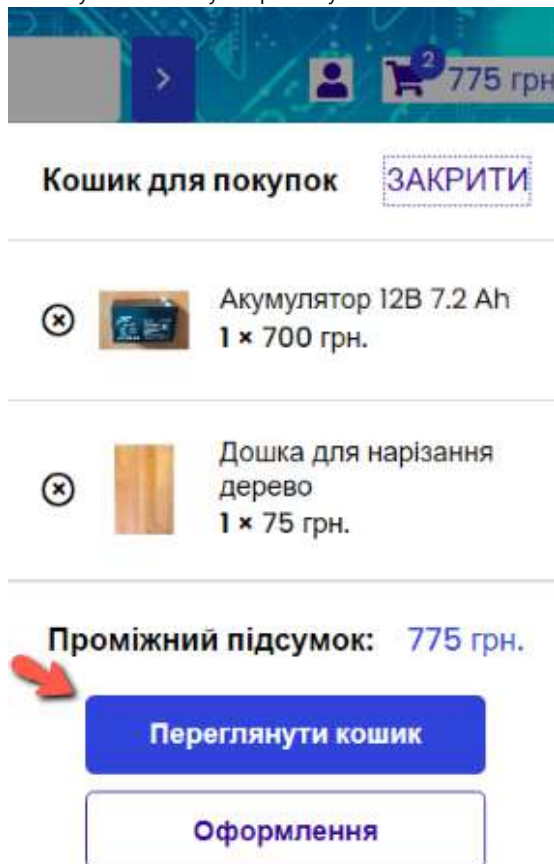 2
775 грн
Кошик для покупок ЗАКРИТИ
Акумулятор 12В 7.2 Ah
1 × 700 грн.
Дошка для нарізання
дерево
1 × 75 грн.
Проміжний підсумок: 775 грн.
Переглянути кошик
Оформлення